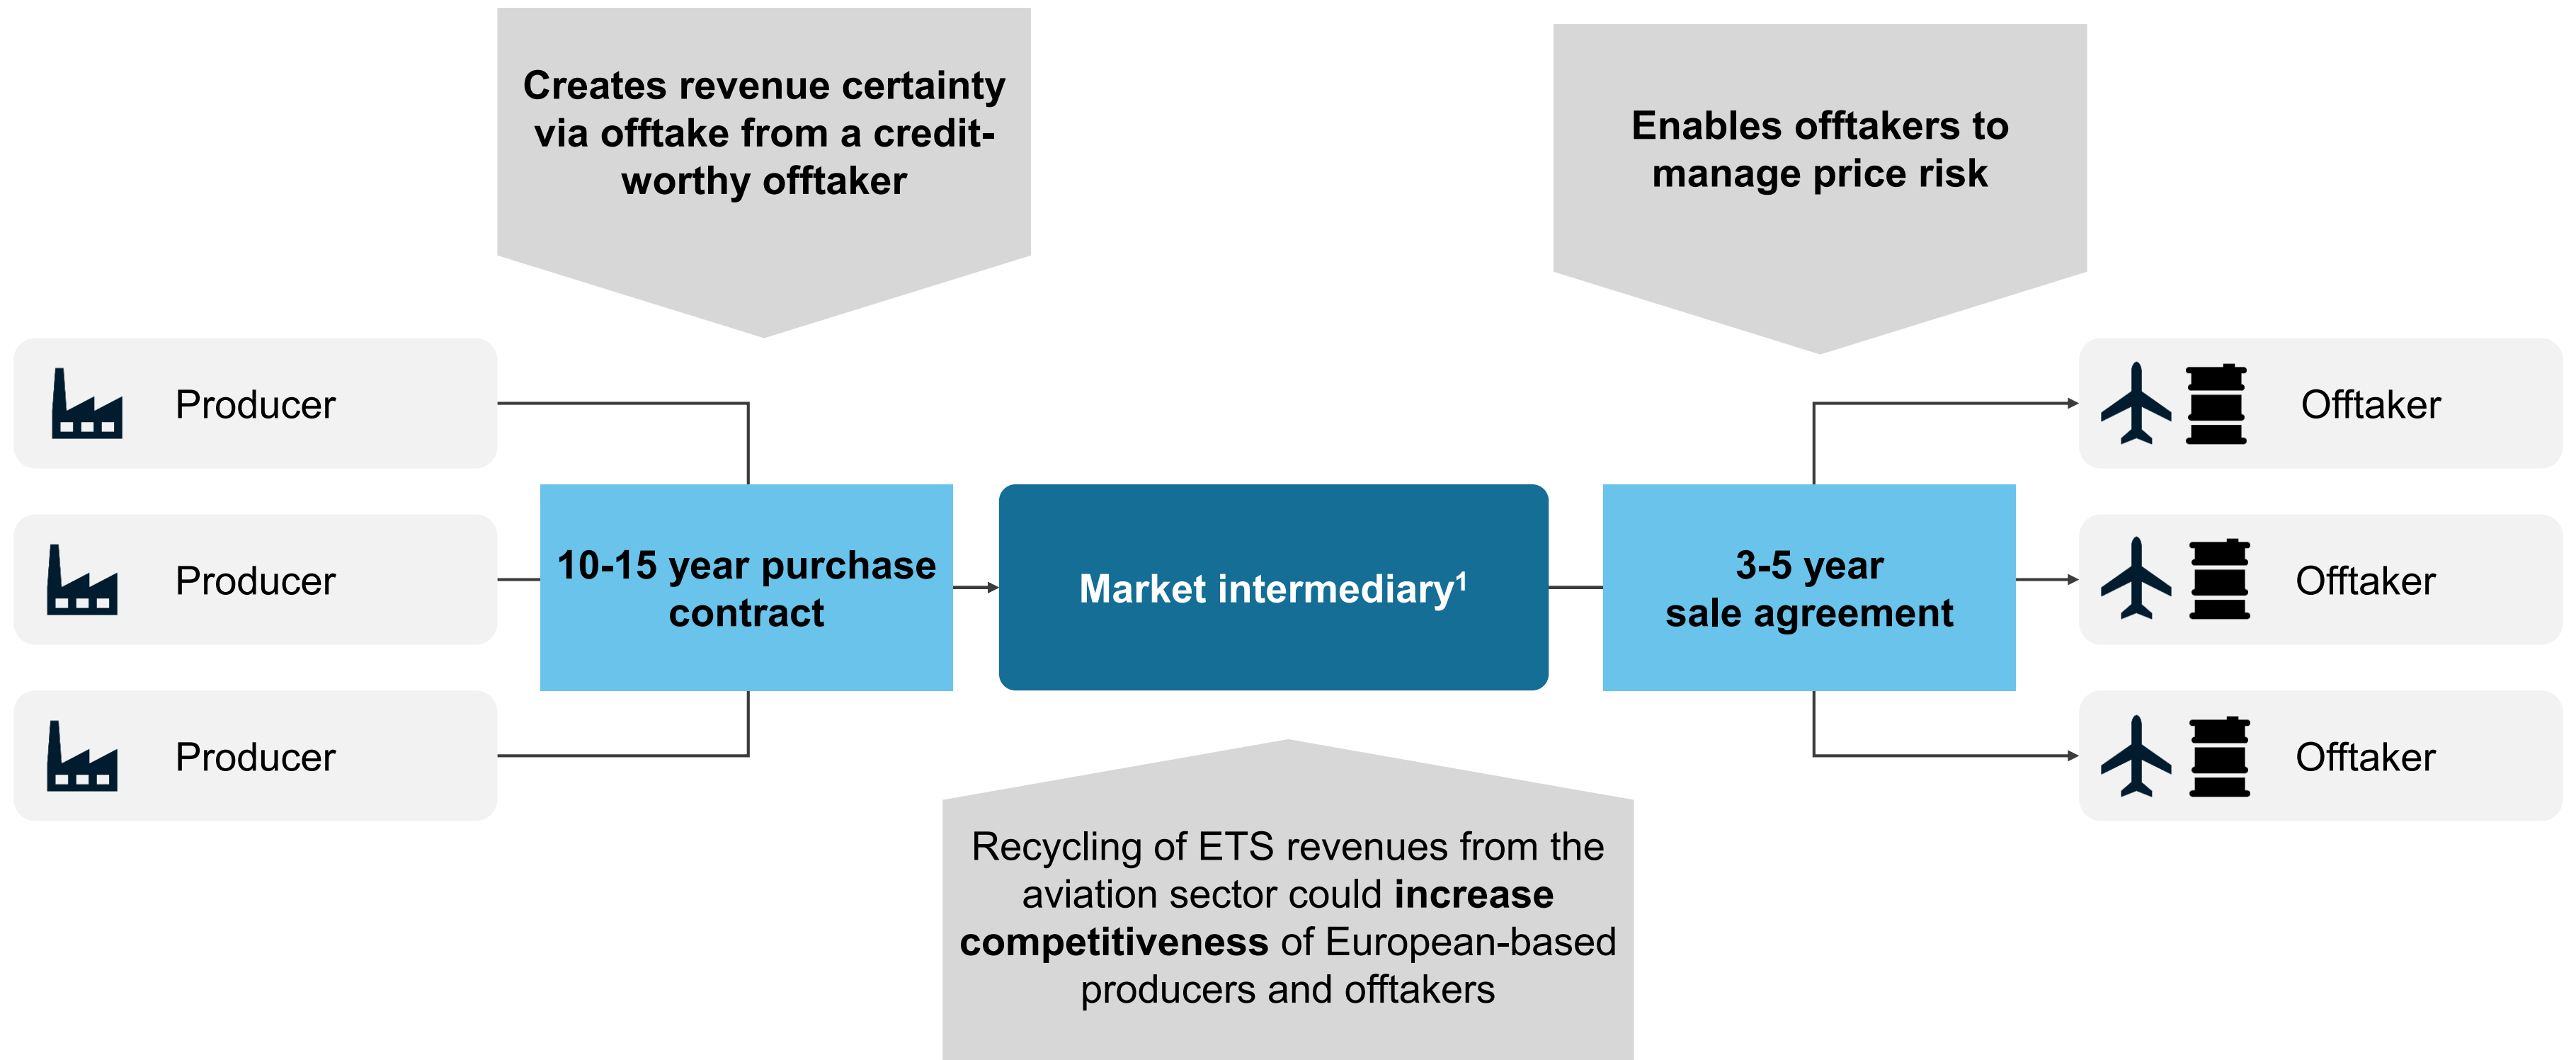 Creates revenue certainty
via offtake from a credit-
worthy offtaker
Enables offtakers to
manage price risk
Producer
Offtaker
10-15 year purchase
contract
Market intermediary¹
3-5 year
sale agreement
Producer
Offtaker
Producer
Offtaker
Recycling of ETS revenues from the
aviation sector could increase
competitiveness of European-based
producers and offtakers